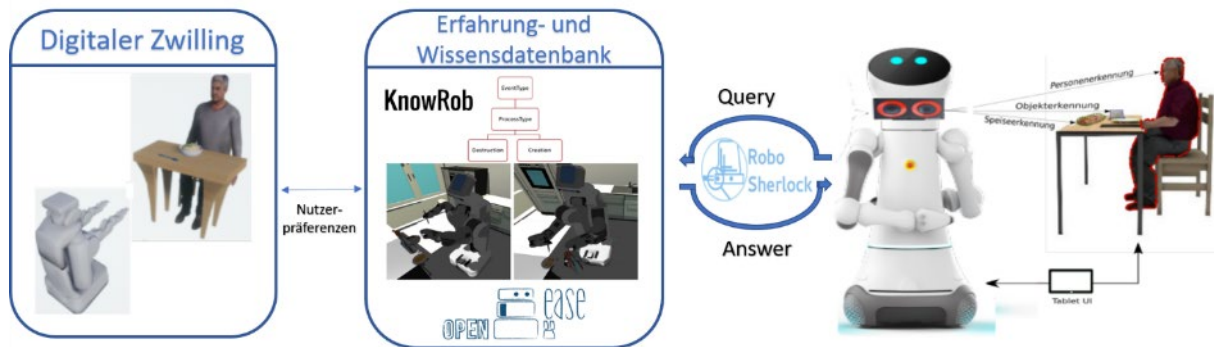 Digitaler Zwilling
Nutzer-
präferenzen
Erfahrung- und
Wissensdatenbank
KnowRob
EventType
ProcessType
Destruction
Creation
OPEN
ease
Query
Robo
Sherlock
Answer
Personenerkennung
Objekterkennung
Speiseerkennung
Tablet UI